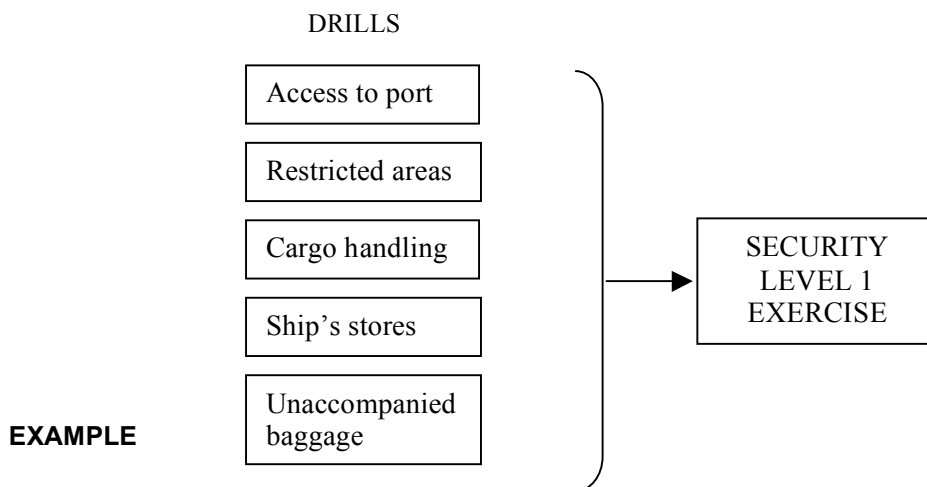 DRILLS
Access to port
Restricted areas
Cargo handling
Ship’s stores
Unaccompanied
baggage
SECURITY
LEVEL 1
EXERCISE
EXAMPLE